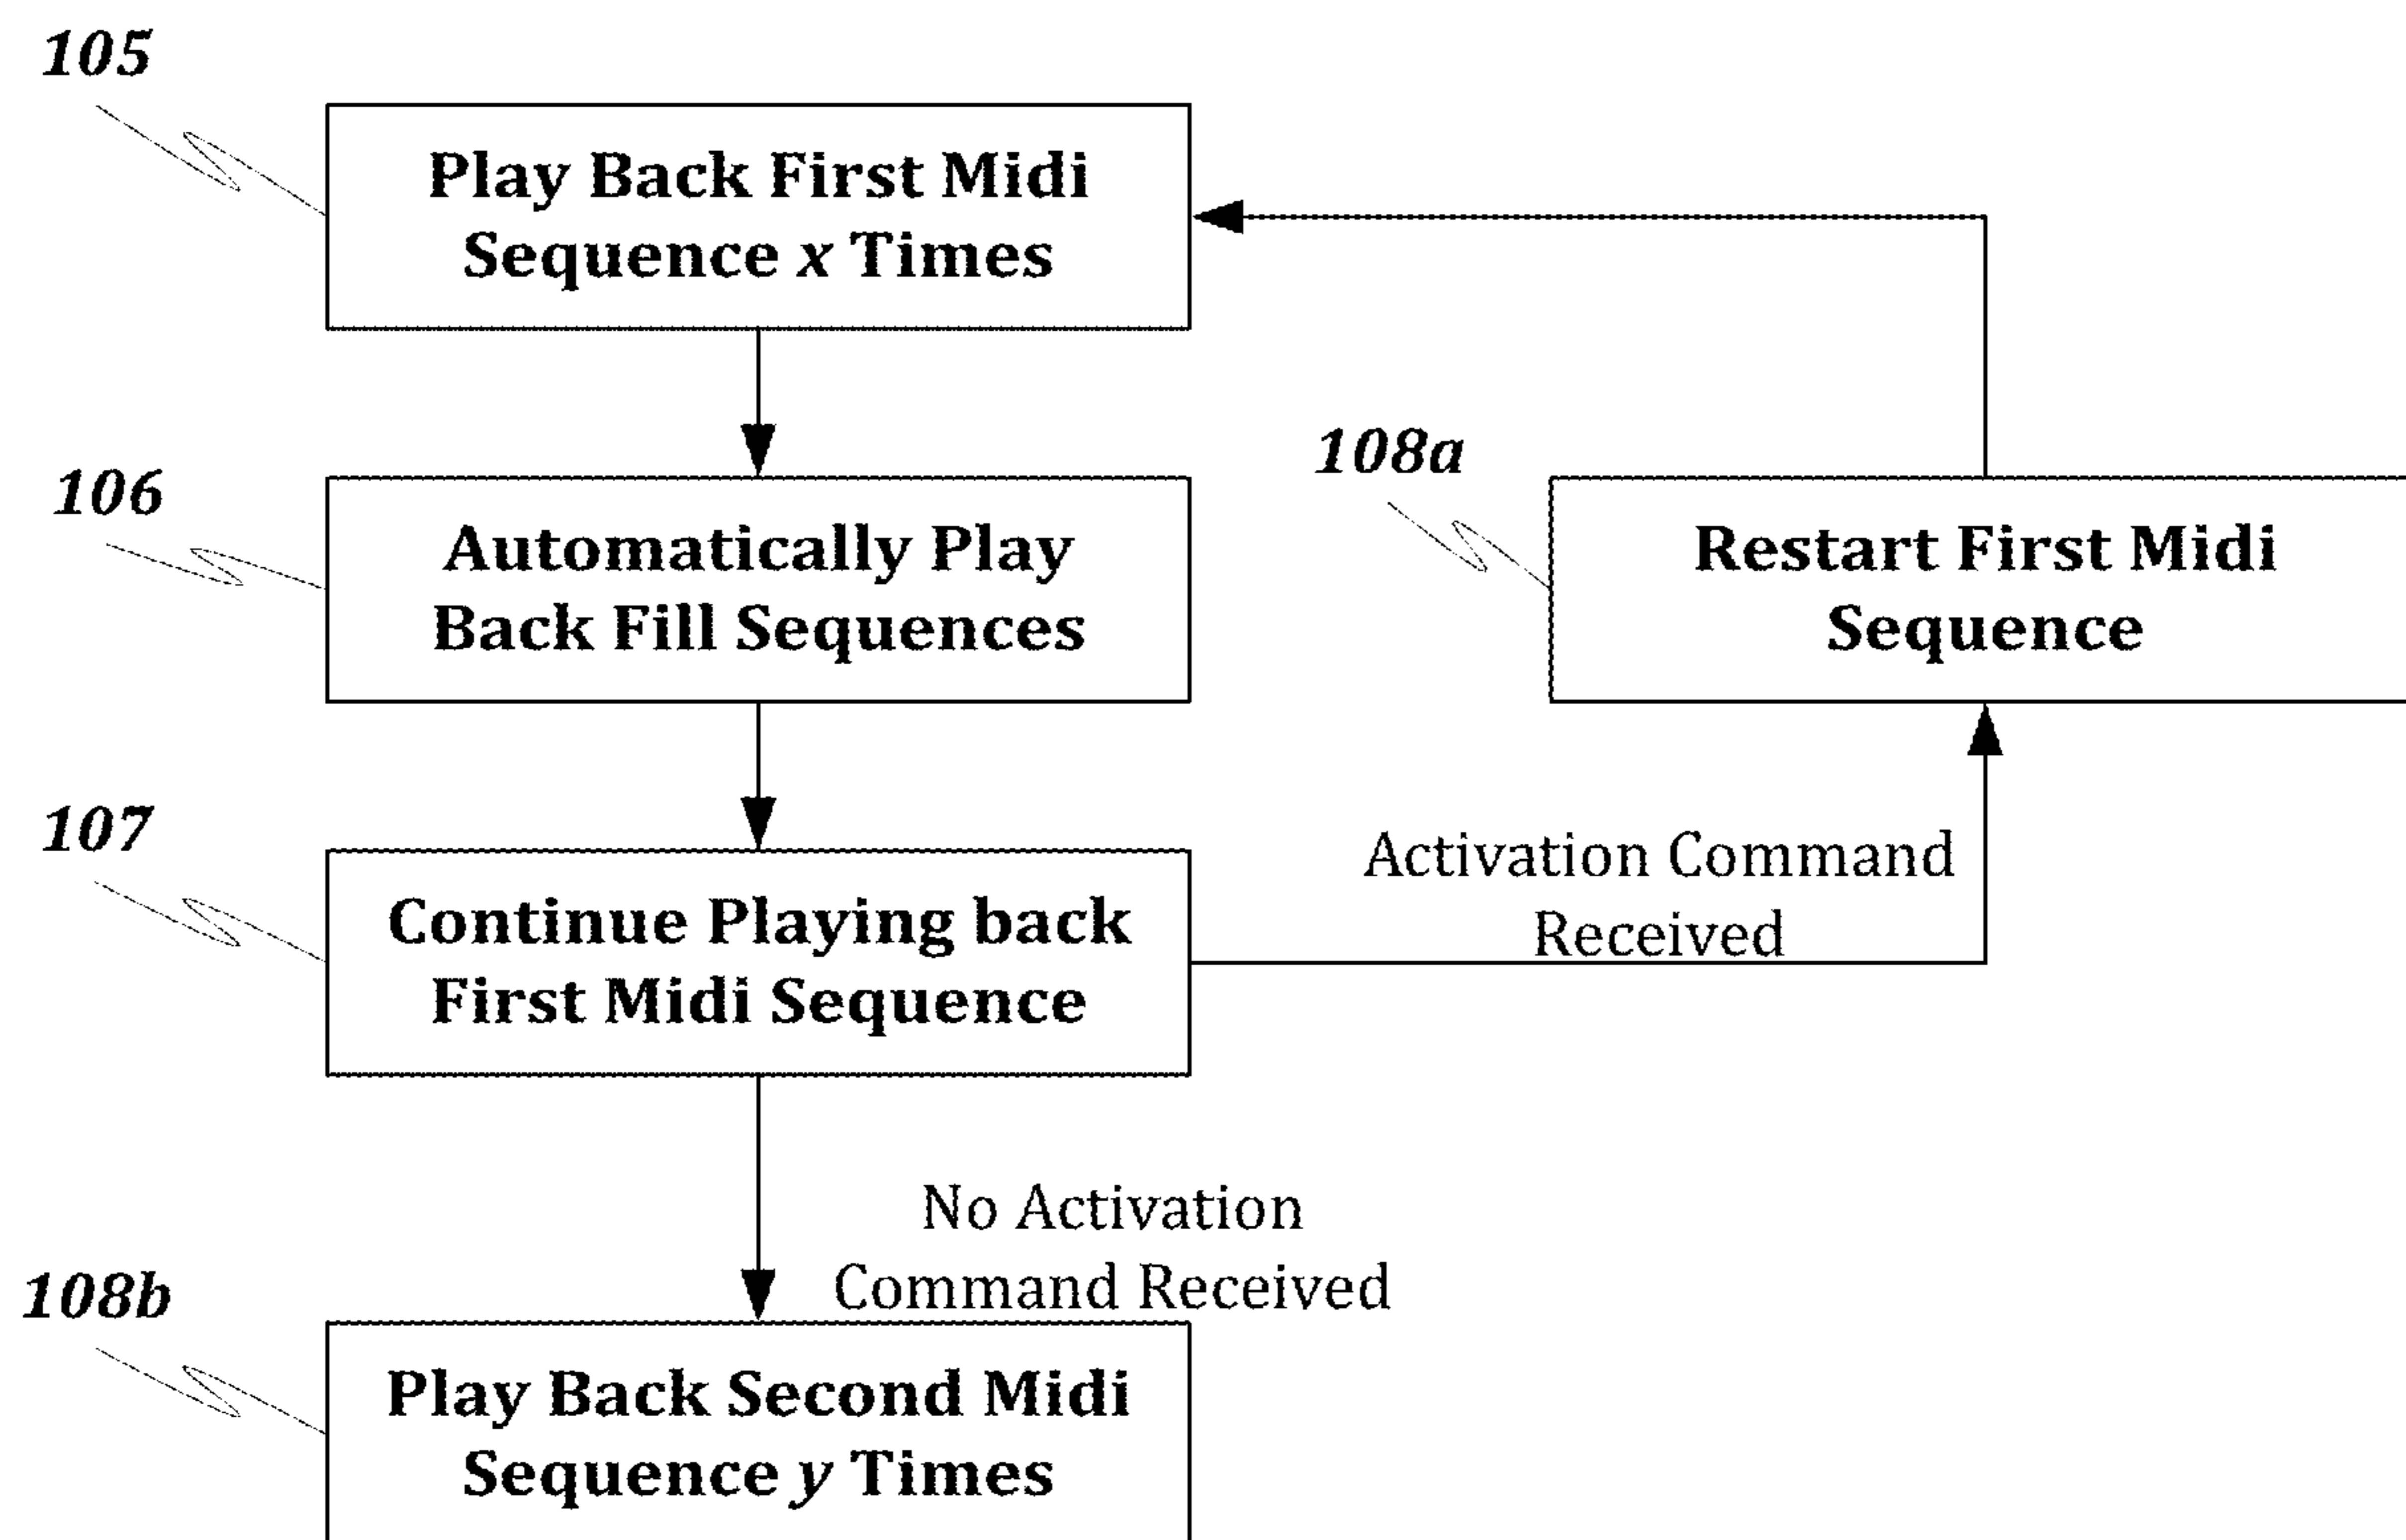 105
Play Back First Midi
Sequence x Times
106
Automatically Play
Back Fill Sequences
108a
Restart First Midi
Sequence
107
Continue Playing back
First Midi Sequence
Activation Command
Received
No Activation
Command Received
108b
Play Back Second Midi
Sequence y Times